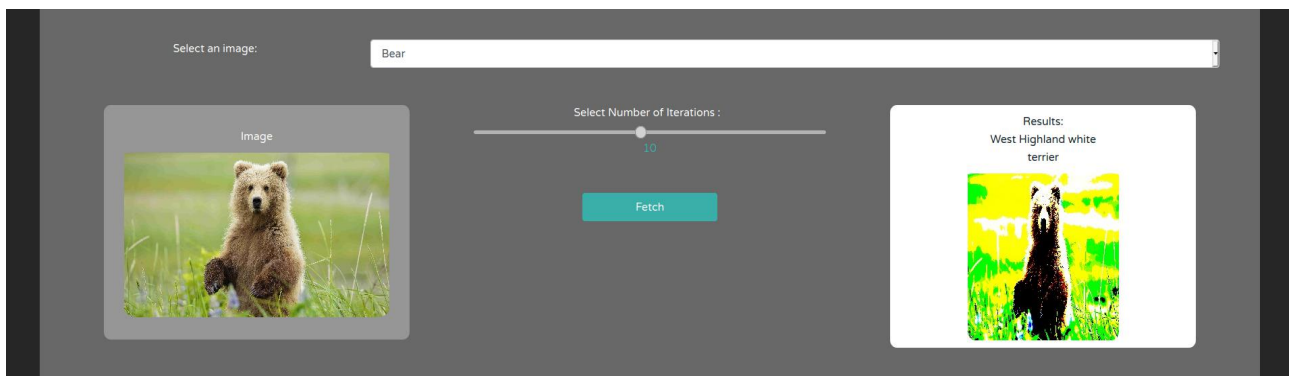 Select an image:
Bear
Image
Select Number of Iterations :
10
Fetch
Results:
West Highland white
terrier